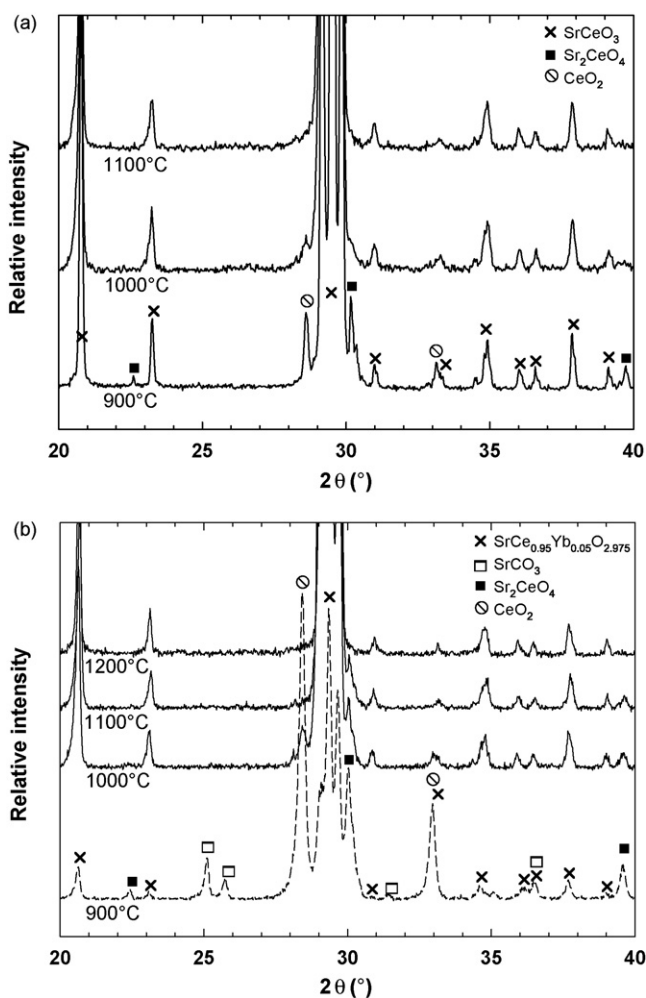 (a)
× SrCeO₃
■ Sr₂CeO₄
⊘ CeO₂
1100°C
1000°C
900°C
Relative intensity
20 25 30 35 40
2θ (°)
(b)
× SrCe₀.₉₅Yb₀.₀₅O₂.₉₇₅
□ SrCO₃
■ Sr₂CeO₄
⊘ CeO₂
1200°C
1100°C
1000°C
900°C
Relative intensity
20 25 30 35 40
2θ (°)